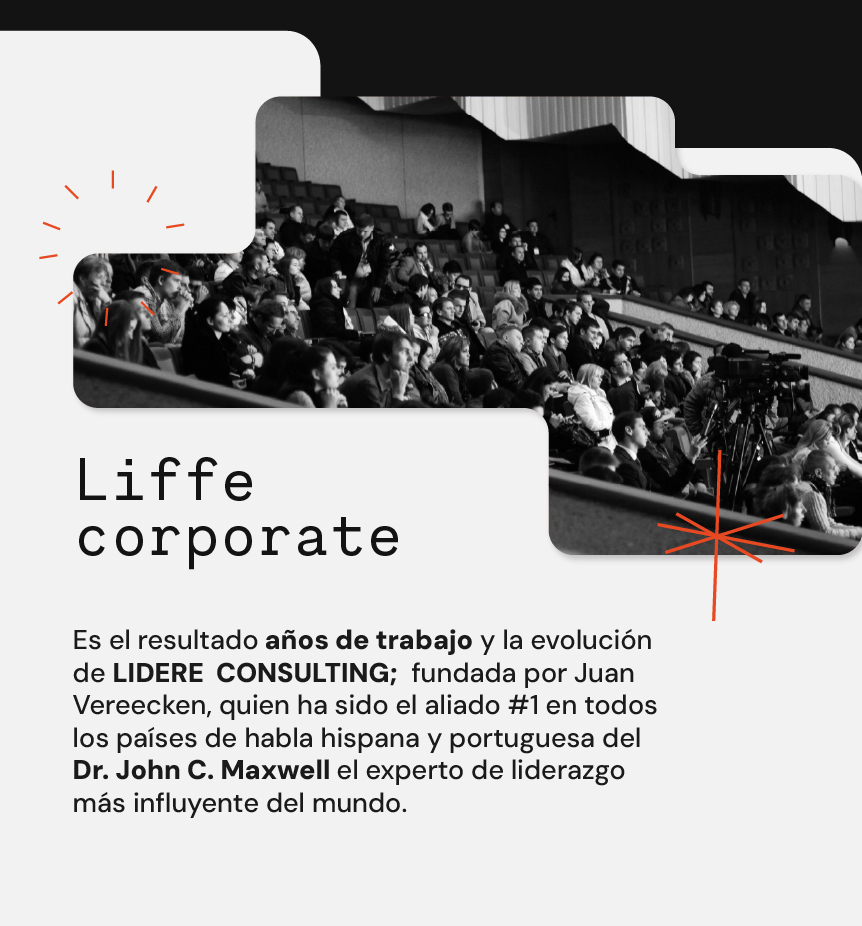 Liffe
corporate
Es el resultado años de trabajo y la evolución
de LIDERE  CONSULTING;  fundada por Juan
Vereecken, quien ha sido el aliado #1 en todos
los países de habla hispana y portuguesa del
Dr. John C. Maxwell el experto de liderazgo
más influyente del mundo.